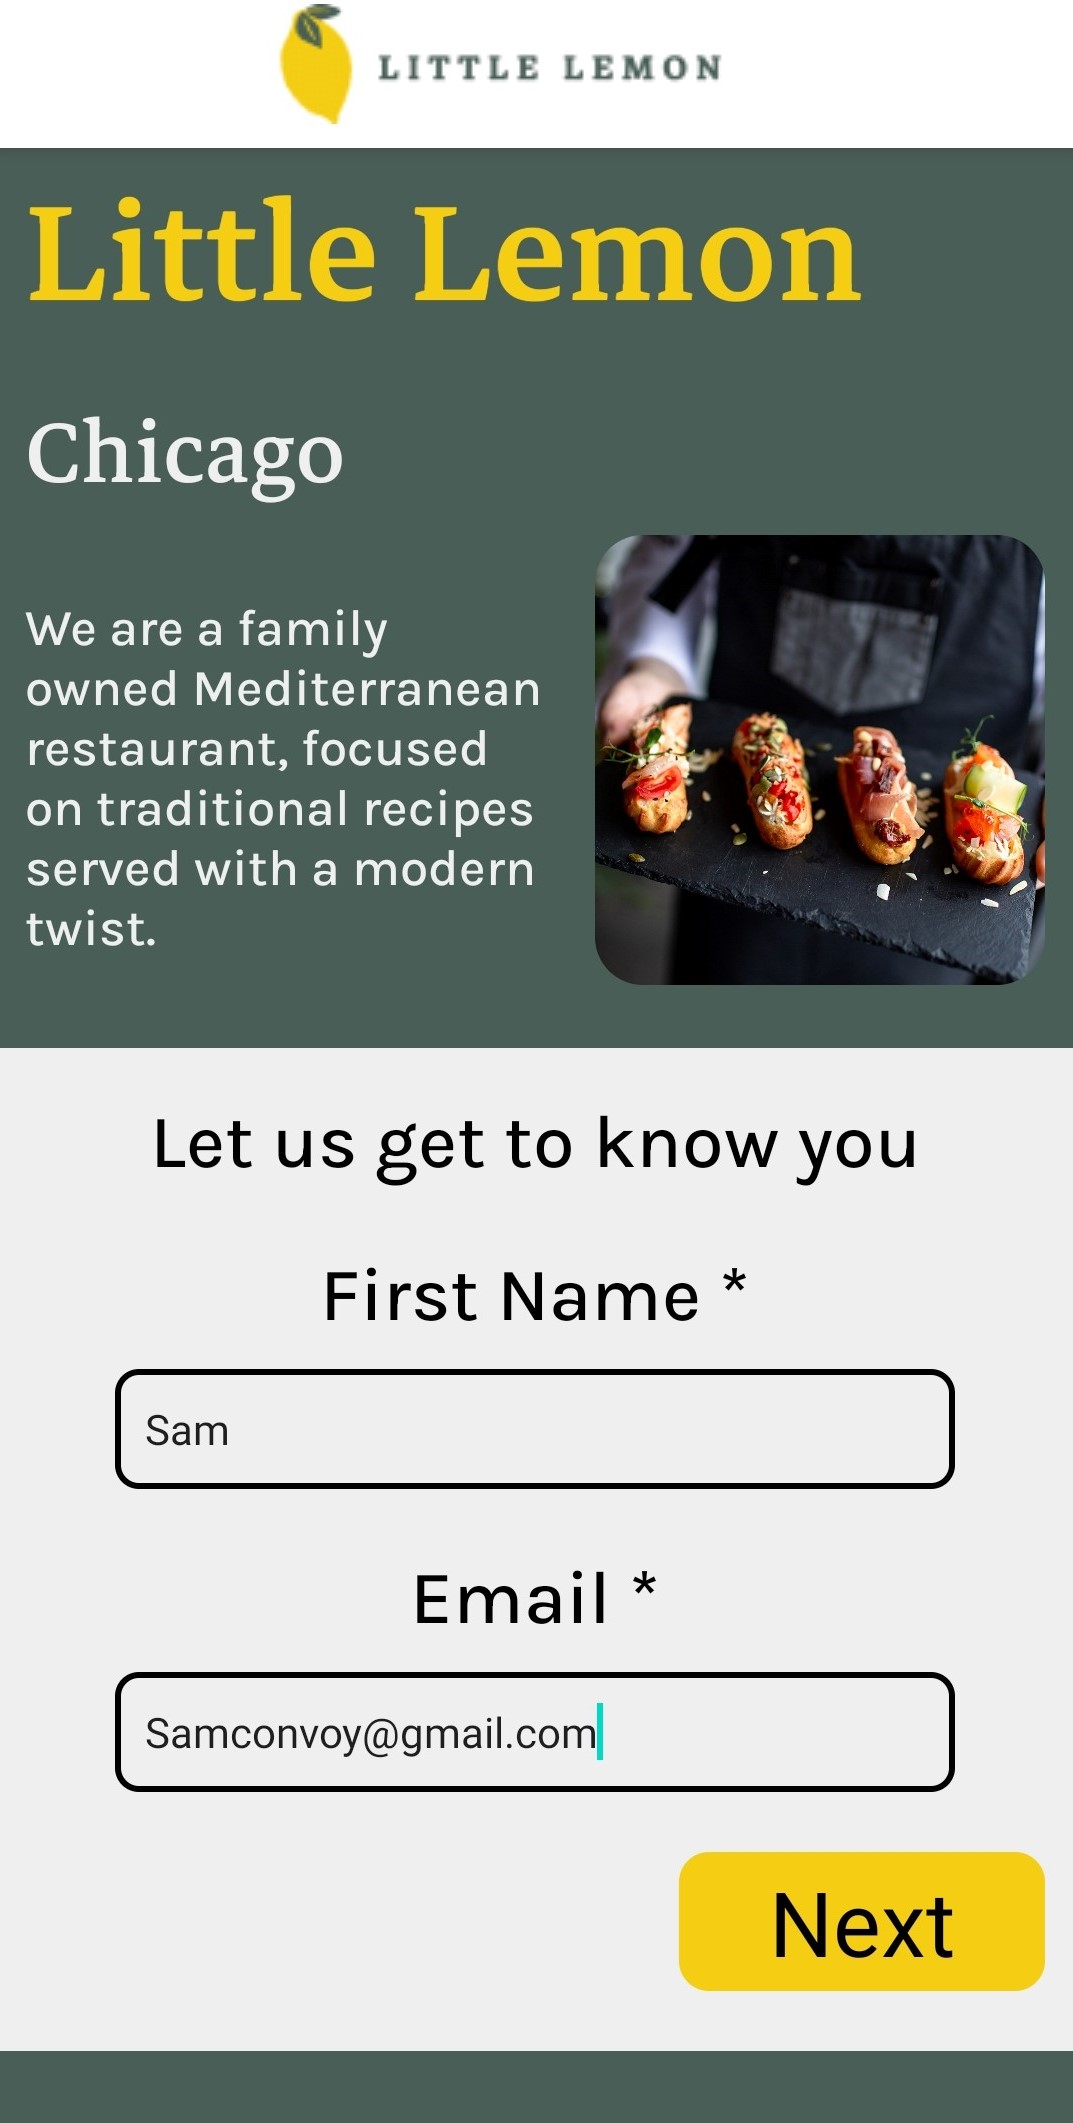 LITTLE LEMON
Little Lemon
Chicago
We are a family
owned Mediterranean
restaurant, focused
on traditional recipes
served with a modern
twist.
Let us get to know you
First Name *
Sam
Email *
Samconvoy@gmail.com
Next